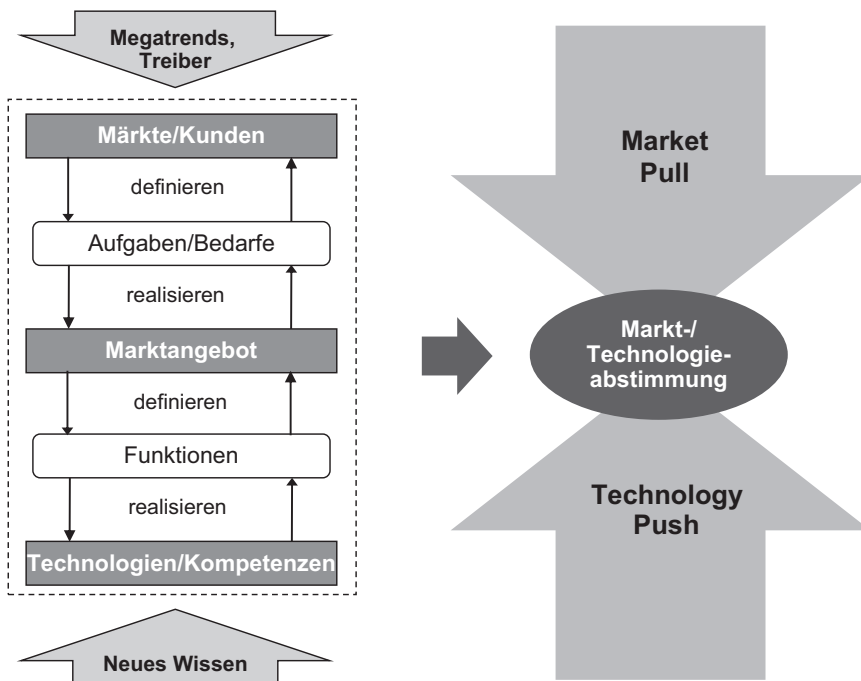 Megatrends,
Treiber
Märkte/Kunden
definieren
Aufgaben/Bedarfe
realisieren
Marktangebot
definieren
Funktionen
realisieren
Technologien/Kompetenzen
Neues Wissen
Market
Pull
Markt-/
Technologie-
abstimmung
Technology
Push